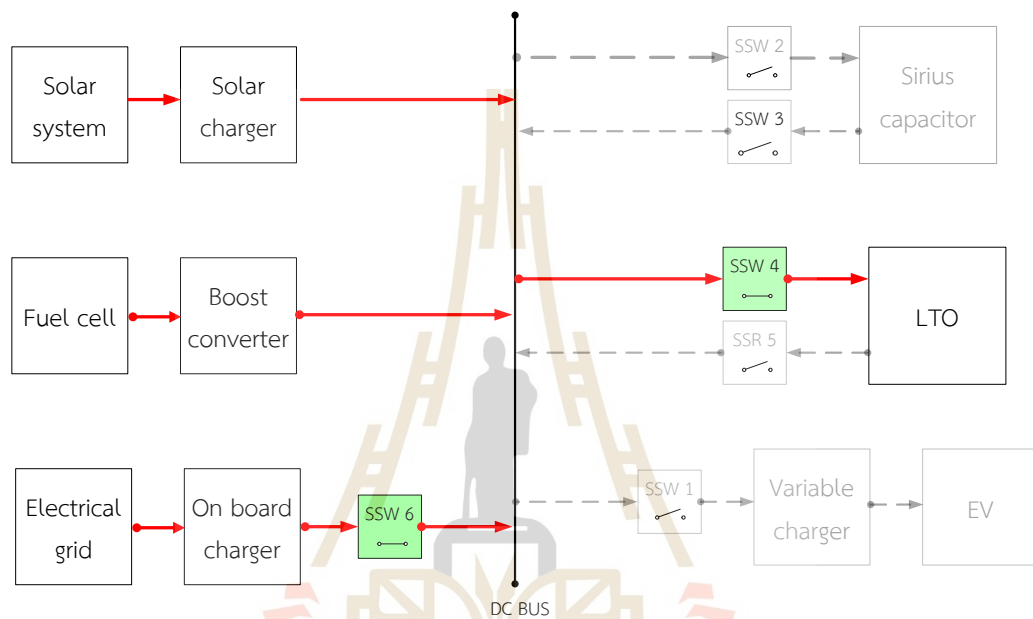 Solar
system
Solar
charger
SSW 2
SSW 3
Sirius
capacitor
Fuel cell
Boost
converter
SSW 4
SSR 5
LTO
Electrical
grid
On board
charger
SSW 6
SSW 1
Variable
charger
EV
DC BUS